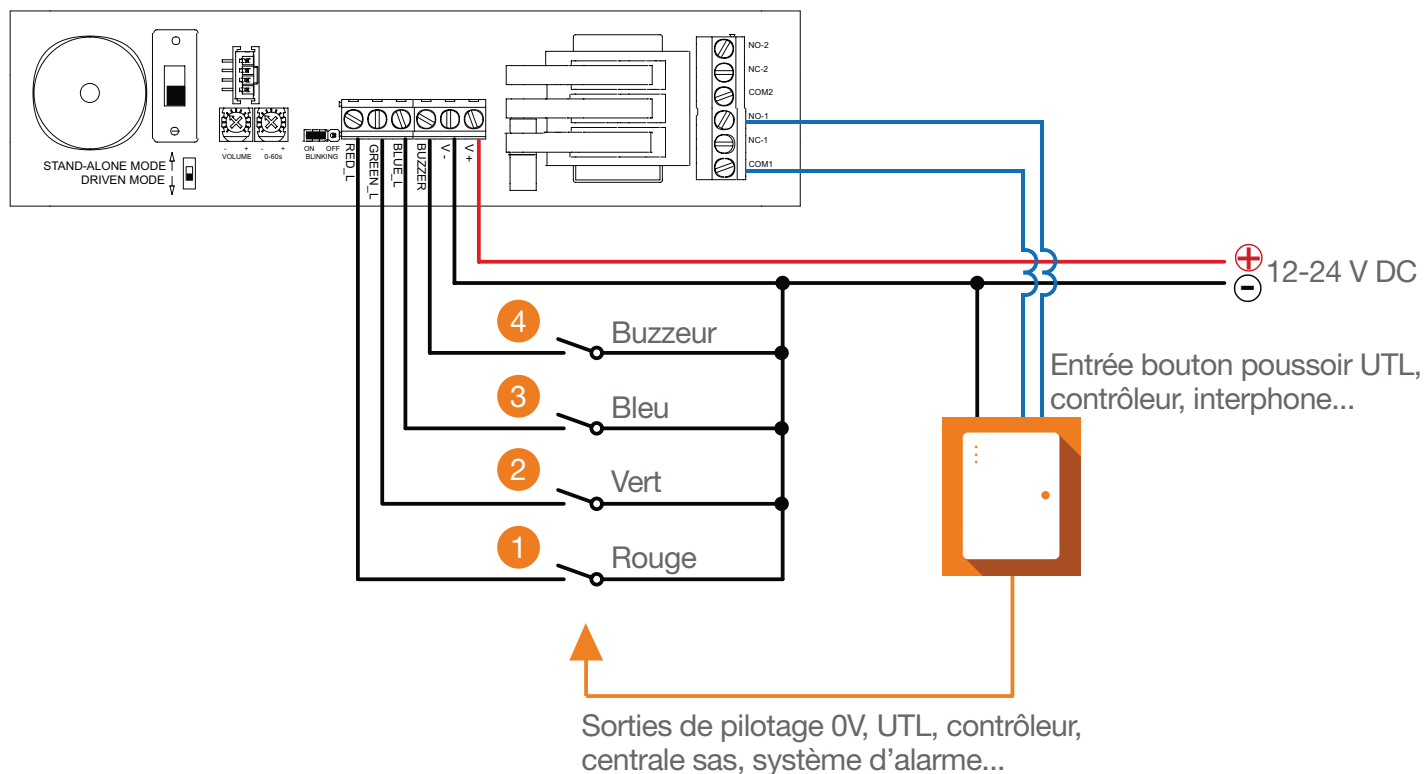 NO-2
NC-2
COM2
NO-1
NC-1
COM1
- + - +
VOLUME 0-60s
ON OFF
BLINKING
STAND-ALONE MODE
DRIVEN MODE
RED_L
GREEN_L
BLUE_L
BUZZER
V -
V +
12-24 V DC
4 Buzzeur
3 Bleu
2 Vert
1 Rouge
Entrée bouton poussoir UTL,
contrôleur, interphone...
Sorties de pilotage 0V, UTL, contrôleur,
centrale sas, système d'alarme...